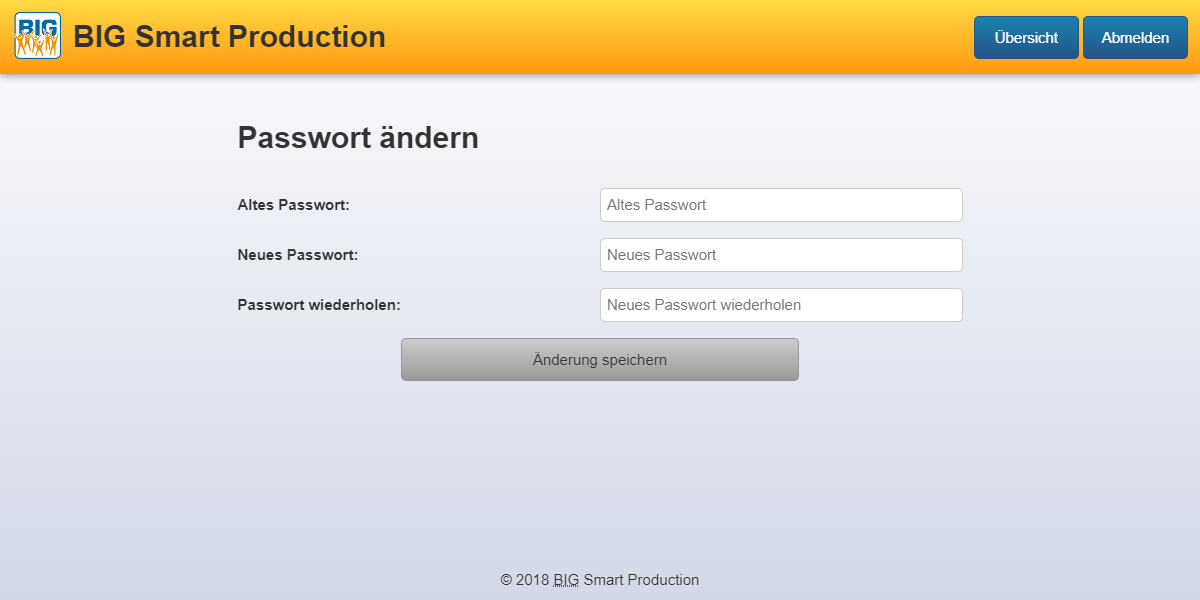 BIG
BIG Smart Production
Übersicht
Abmelden
Passwort ändern
Altes Passwort:
Altes Passwort
Neues Passwort:
Neues Passwort
Passwort wiederholen:
Neues Passwort wiederholen
Änderung speichern
© 2018 BIG Smart Production